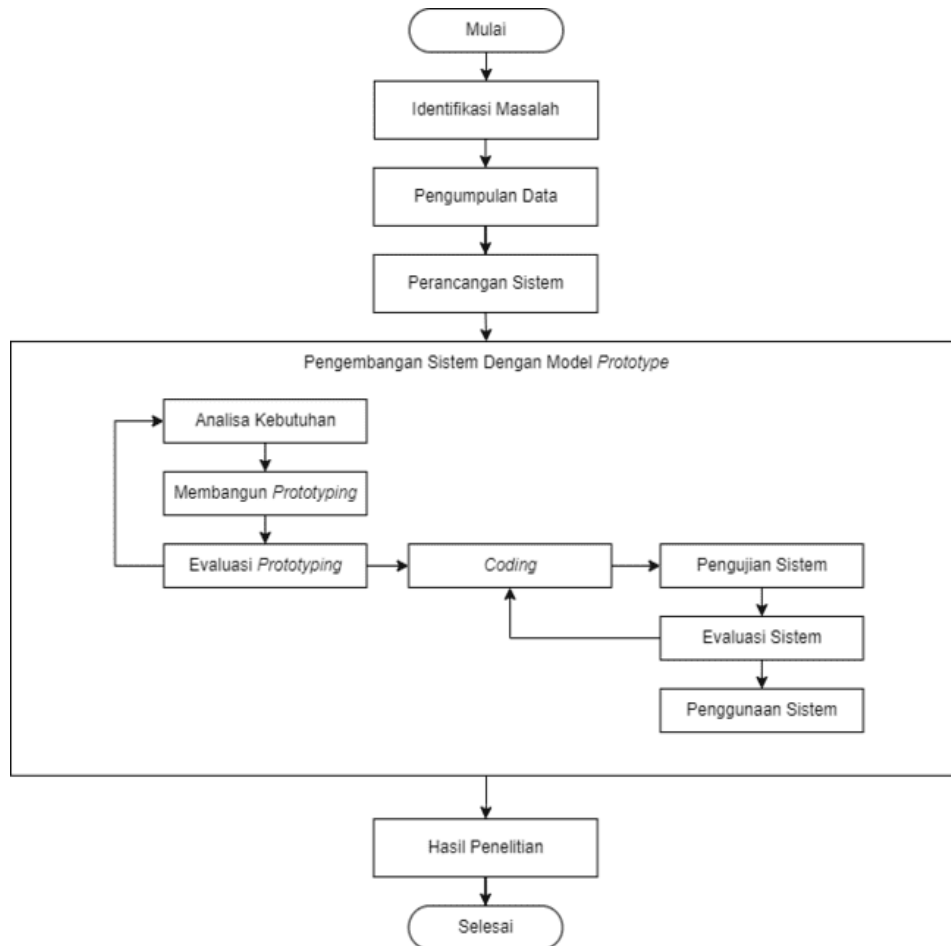 Mulai
Identifikasi Masalah
Pengumpulan Data
Perancangan Sistem
Pengembangan Sistem Dengan Model Prototype
Analisa Kebutuhan
Membangun Prototyping
Evaluasi Prototyping
Coding
Pengujian Sistem
Evaluasi Sistem
Penggunaan Sistem
Hasil Penelitian
Selesai